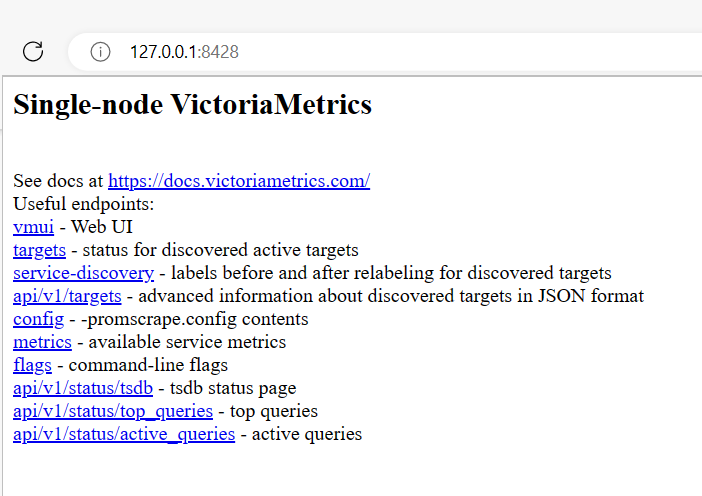 127.0.0.1:8428
Single-node VictoriaMetrics
See docs at https://docs.victoriametrics.com/
Useful endpoints:
vmui - Web UI
targets - status for discovered active targets
service-discovery - labels before and after relabeling for discovered targets
api/v1/targets - advanced information about discovered targets in JSON format
config - -promscrape.config contents
metrics - available service metrics
flags - command-line flags
api/v1/status/tsdb - tsdb status page
api/v1/status/top_queries - top queries
api/v1/status/active_queries - active queries